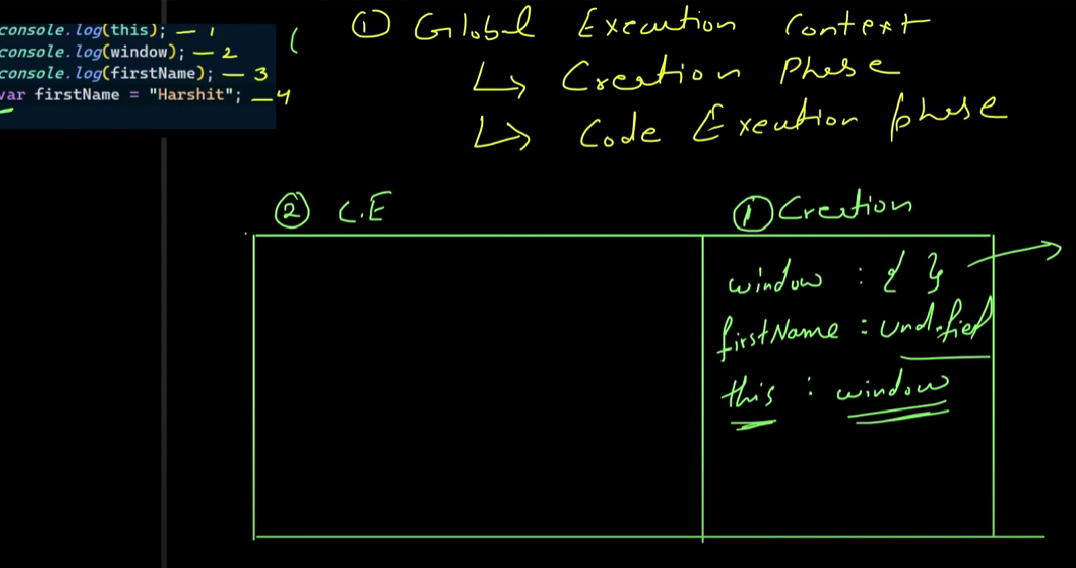 console.log(this); — 1
console.log(window); — 2
console.log(firstName); — 3
var firstName = "Harshit"; — 4
(
① Global Execution Context
↳ Creation Phase
↳ Code Execution phase
② C.E
① Creation
window : { } →
firstName : undefied
this : window